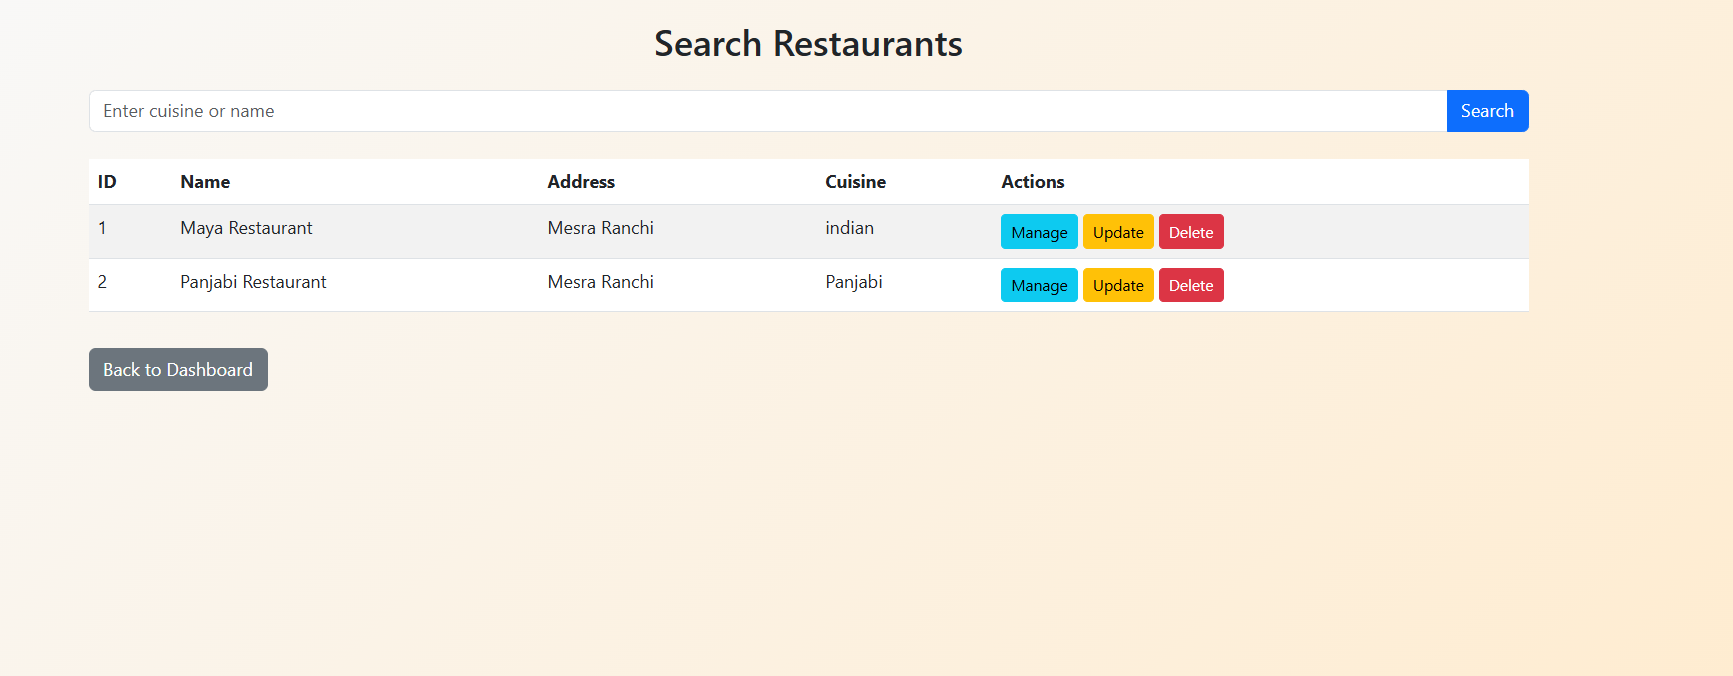 Search Restaurants
Enter cuisine or name Search
ID Name Address Cuisine Actions
1 Maya Restaurant Mesra Ranchi indian Manage Update Delete
2 Panjabi Restaurant Mesra Ranchi Panjabi Manage Update Delete
Back to Dashboard